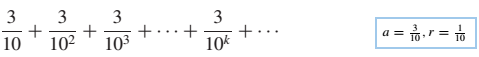 3/10 + 3/10² + 3/10³ + ⋯ + 3/10ᵏ + ⋯
a = 3/10, r = 1/10